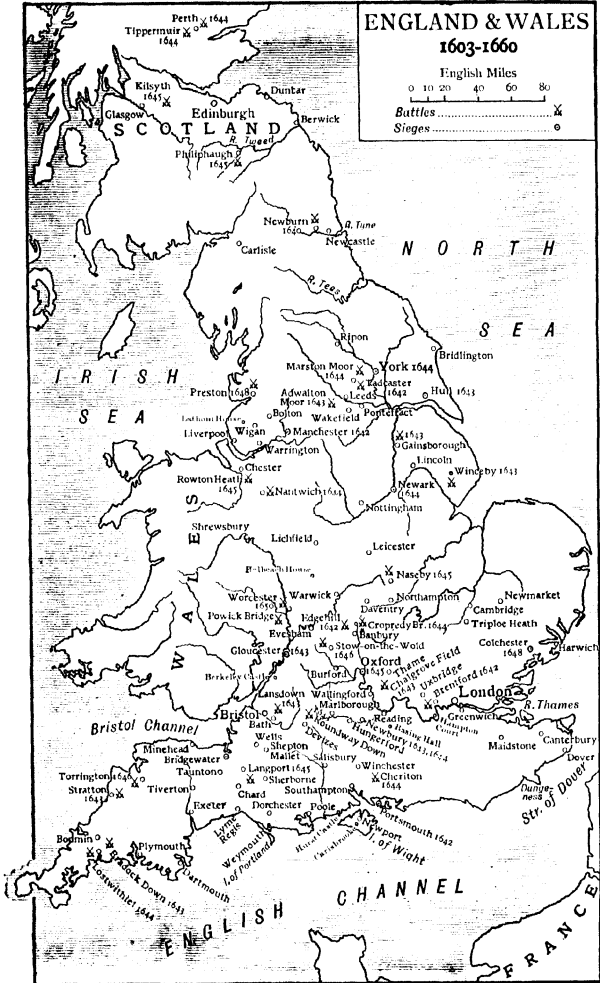 ENGLAND & WALES
1603-1660
English Miles
0 10 20 40 60 80
Battles
Sieges
Perth 1644
Tippermuir
1644
Kilsyth
1645
Glasgow
Edinburgh
Dunbar
SCOTLAND
Berwick
R. Tweed
Philiphaugh
1645
Newburn
1640
R. Tyne
Newcastle
Carlisle
NORTH
SEA
R. Tees
Ripon
Bridlington
Marston Moor
1644
York 1644
Tadcaster
1642
IRISH
SEA
Preston 1648
Adwalton
Moor 1643
Leeds
Hull 1643
Wakefield
Pontefract
Latham House
Bolton
Wigan
Manchester 1642
Liverpool
Warrington
1643
Gainsborough
Lincoln
Winceby 1643
Chester
Rowton Heath
1645
Nantwich 1644
Newark
1644
Nottingham
WALES
Shrewsbury
Lichfield
Leicester
Naseby 1645
Worcester
1650
Warwick
Northampton
Newmarket
Daventry
Cambridge
Powick Bridge
Edgehill
1642
Cropredy Br. 1644
Triploe Heath
Evesham
Banbury
Colchester
1648
Harwich
Gloucester 1643
Stow-on-the-Wold
1646
Burford
Oxford
1645
Thame
Chalgrove Field
1643
Uxbridge
Brentford 1642
London
Berkeley Castle
Lansdown
1643
Wallingford
Marlborough
R. Thames
Bristol
Bath
Reading
Greenwich
Hampton
Court
Bristol Channel
Basing Hall
Newbury 1643, 1644
Hungerford
Roundway Down
Devizes
Maidstone
Canterbury
Dover
Minehead
Bridgewater
Wells
Shepton
Mallet
Salisbury
Winchester
Taunton
Langport 1645
Sherborne
Cheriton
1644
Torrington 1646
Stratton
1643
Tiverton
Chard
Southampton
Dunge-
ness
Str. of Dover
Exeter
Dorchester
Poole
Portsmouth 1642
Lyme
Regis
Weymouth
I. of Portland
Hurst Castle
Carisbrooke
Newport
I. of Wight
Bodmin
Plymouth
Dartmouth
Braddock Down 1643
Lostwithiel 1644
ENGLISH CHANNEL
FRANCE